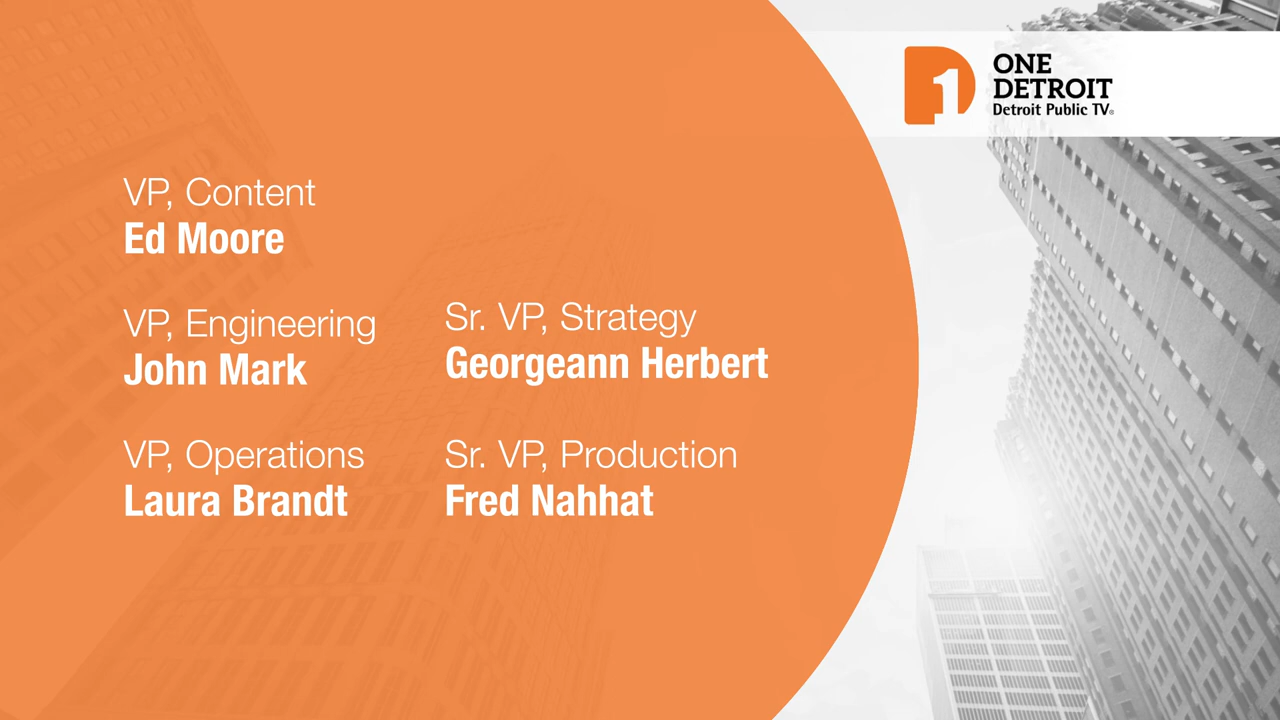 1
ONE
DETROIT
Detroit Public TV®
VP, Content
Ed Moore
VP, Engineering
John Mark
VP, Operations
Laura Brandt
Sr. VP, Strategy
Georgeann Herbert
Sr. VP, Production
Fred Nahhat